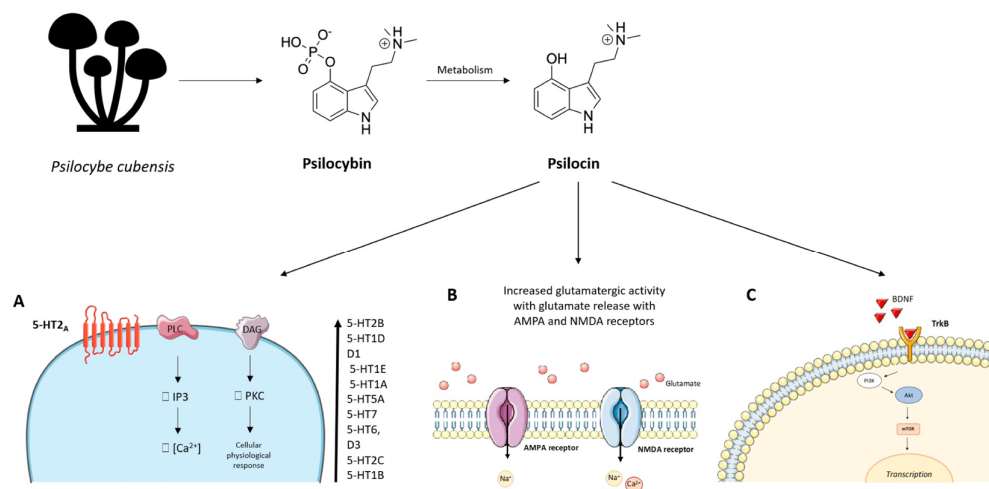 HO
O⁻
P
O
O
H
N
⊕
N
H
Metabolism
OH
H
N
⊕
N
H
Psilocybe cubensis
Psilocybin
Psilocin
A
5-HT2A
PLC
DAG
□ IP3
□ PKC
□ [Ca²⁺]
Cellular
physiological
response
5-HT2B
5-HT1D
D1
5-HT1E
5-HT1A
5-HT5A
5-HT7
5-HT6,
D3
5-HT2C
5-HT1B
B
Increased glutamatergic activity
with glutamate release with
AMPA and NMDA receptors
Glutamate
AMPA receptor
NMDA receptor
Na⁺
Na⁺
Ca²⁺
C
BDNF
TrkB
PI3K
Akt
mTOR
Transcription